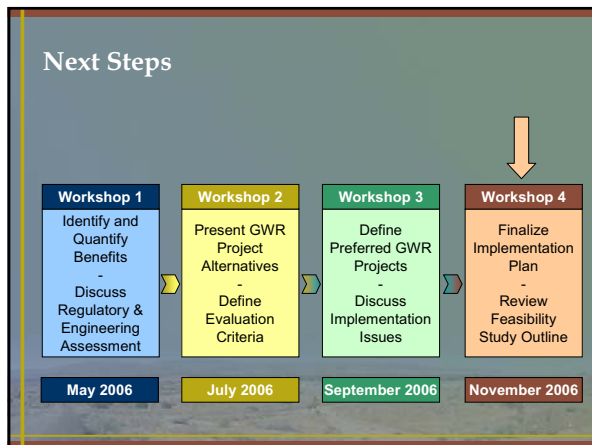 Next Steps
Workshop 1
Identify and
Quantify
Benefits
-
Discuss
Regulatory &
Engineering
Assessment
May 2006
Workshop 2
Present GWR
Project
Alternatives
-
Define
Evaluation
Criteria
July 2006
Workshop 3
Define
Preferred GWR
Projects
-
Discuss
Implementation
Issues
September 2006
Workshop 4
Finalize
Implementation
Plan
-
Review
Feasibility
Study Outline
November 2006